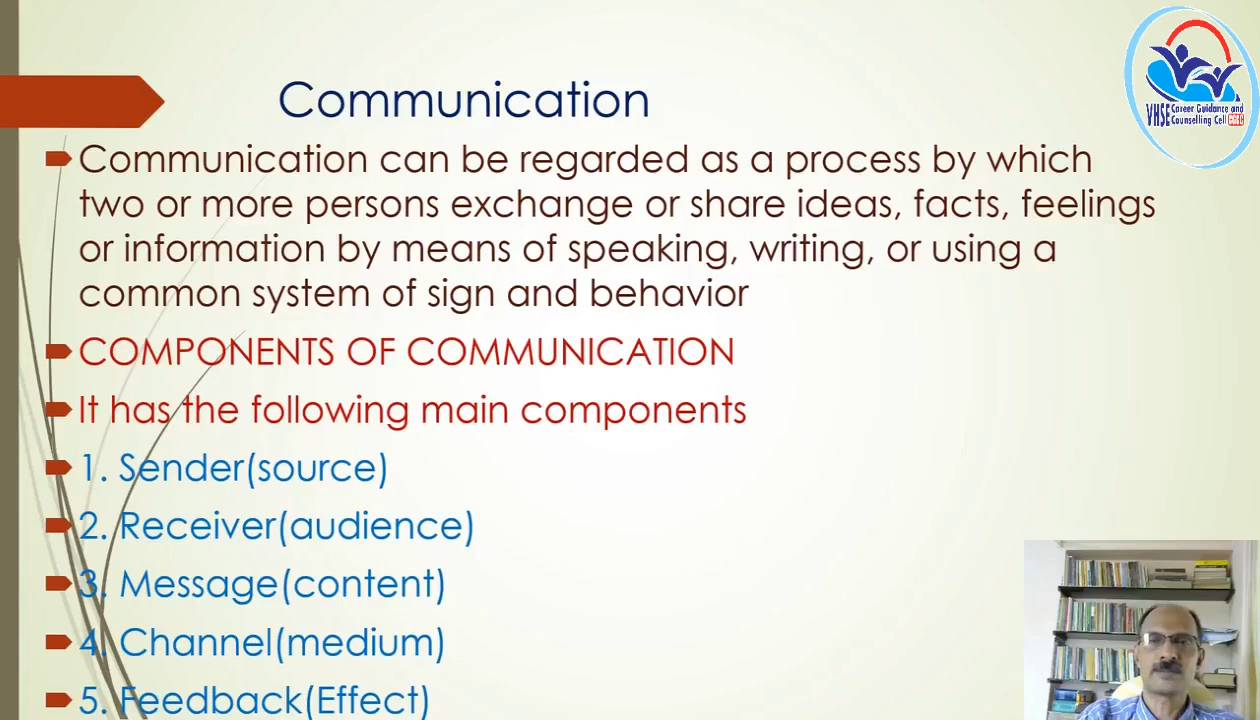 Communication
Communication can be regarded as a process by which
two or more persons exchange or share ideas, facts, feelings
or information by means of speaking, writing, or using a
common system of sign and behavior
COMPONENTS OF COMMUNICATION
It has the following main components
1. Sender(source)
2. Receiver(audience)
3. Message(content)
4. Channel(medium)
5. Feedback(Effect)
VHSE Career Guidance and
Counselling Cell CGCC